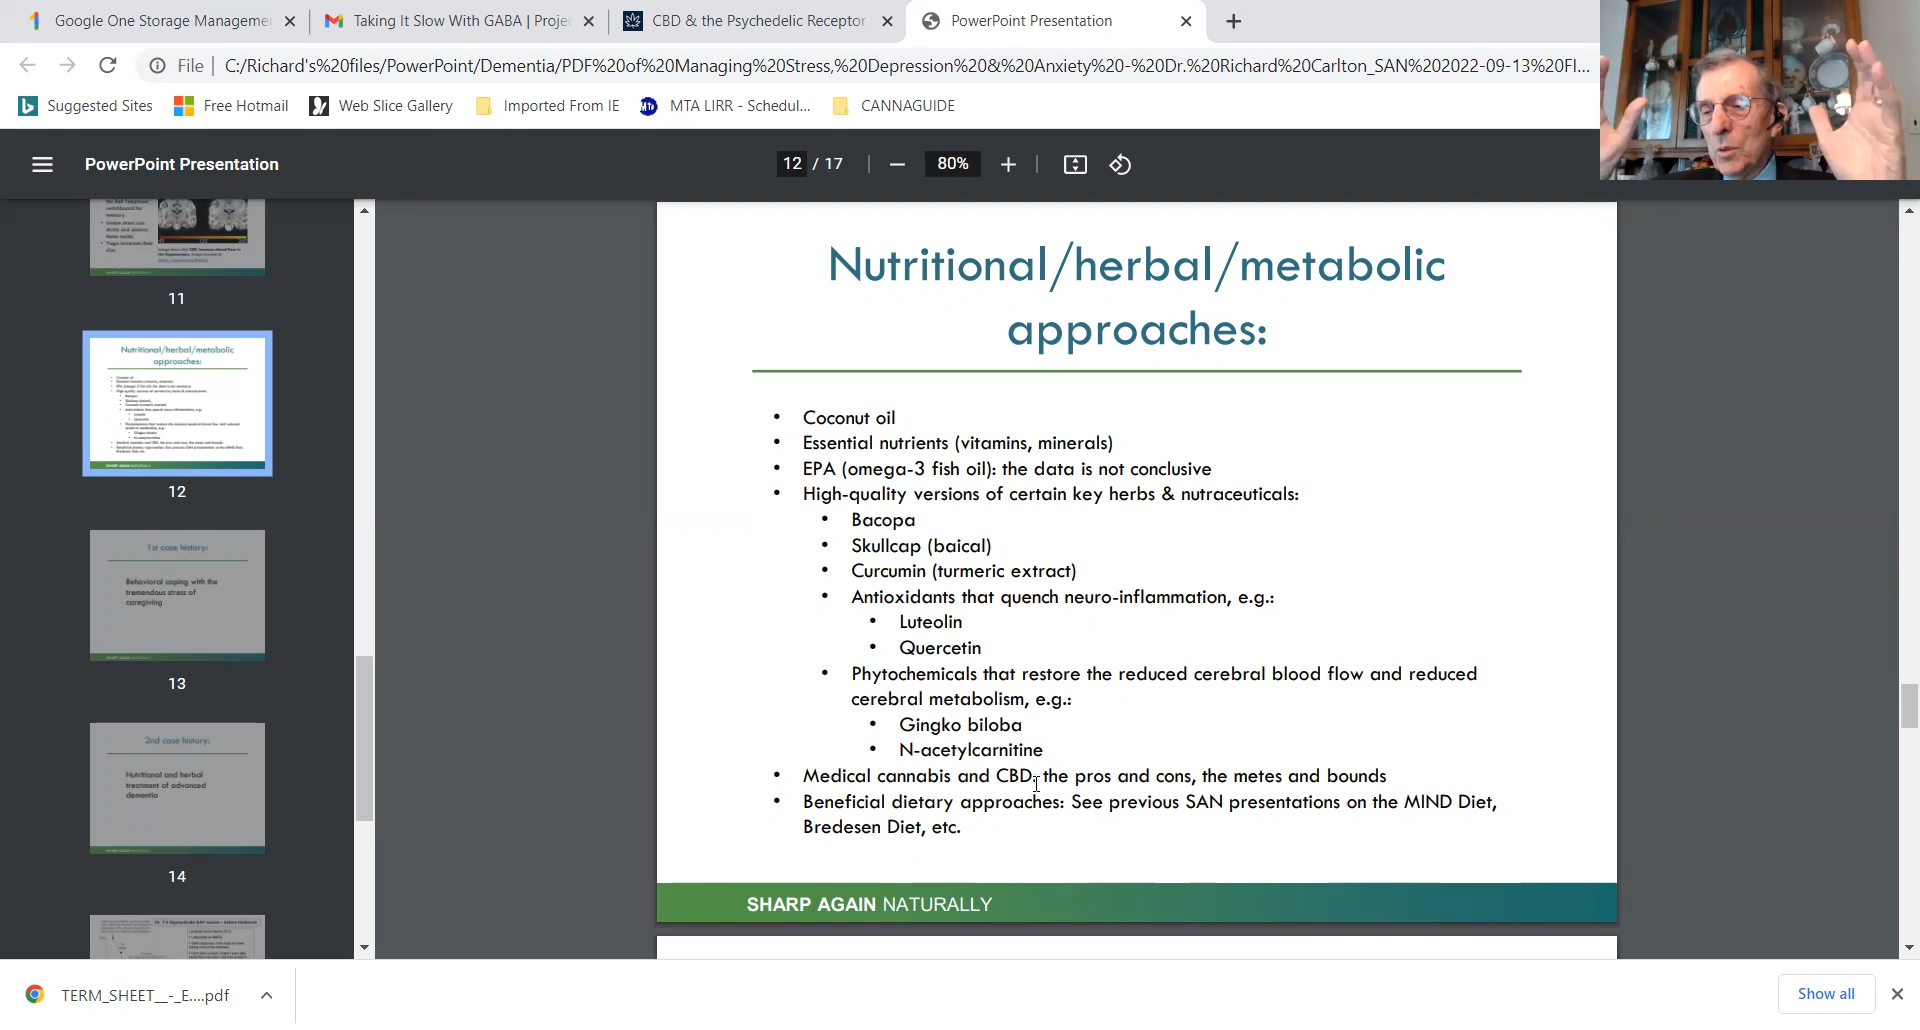 Google One Storage Manageme
Taking It Slow With GABA | Proje
CBD & the Psychedelic Receptor
PowerPoint Presentation
File
C:/Richard's%20files/PowerPoint/Dementia/PDF%20of%20Managing%20Stress,%20Depression%20&%20Anxiety%20-%20Dr.%20Richard%20Carlton_SAN%202022-09-13%20Fl...
Suggested Sites
Free Hotmail
Web Slice Gallery
Imported From IE
MTA LIRR - Schedul...
CANNAGUIDE
PowerPoint Presentation
12 / 17
80%
11
Nutritional/herbal/metabolic
approaches:
12
1st case history:
Behavioral coping with the
tremendous stress of
caregiving
13
2nd case history:
Nutritional and herbal
treatment of advanced
dementia
14
Nutritional/herbal/metabolic
approaches:
• Coconut oil
• Essential nutrients (vitamins, minerals)
• EPA (omega-3 fish oil): the data is not conclusive
• High-quality versions of certain key herbs & nutraceuticals:
• Bacopa
• Skullcap (baical)
• Curcumin (turmeric extract)
• Antioxidants that quench neuro-inflammation, e.g.:
• Luteolin
• Quercetin
• Phytochemicals that restore the reduced cerebral blood flow and reduced
cerebral metabolism, e.g.:
• Gingko biloba
• N-acetylcarnitine
• Medical cannabis and CBD: the pros and cons, the metes and bounds
• Beneficial dietary approaches: See previous SAN presentations on the MIND Diet,
Bredesen Diet, etc.
SHARP AGAIN NATURALLY
TERM_SHEET__-_E....pdf
Show all